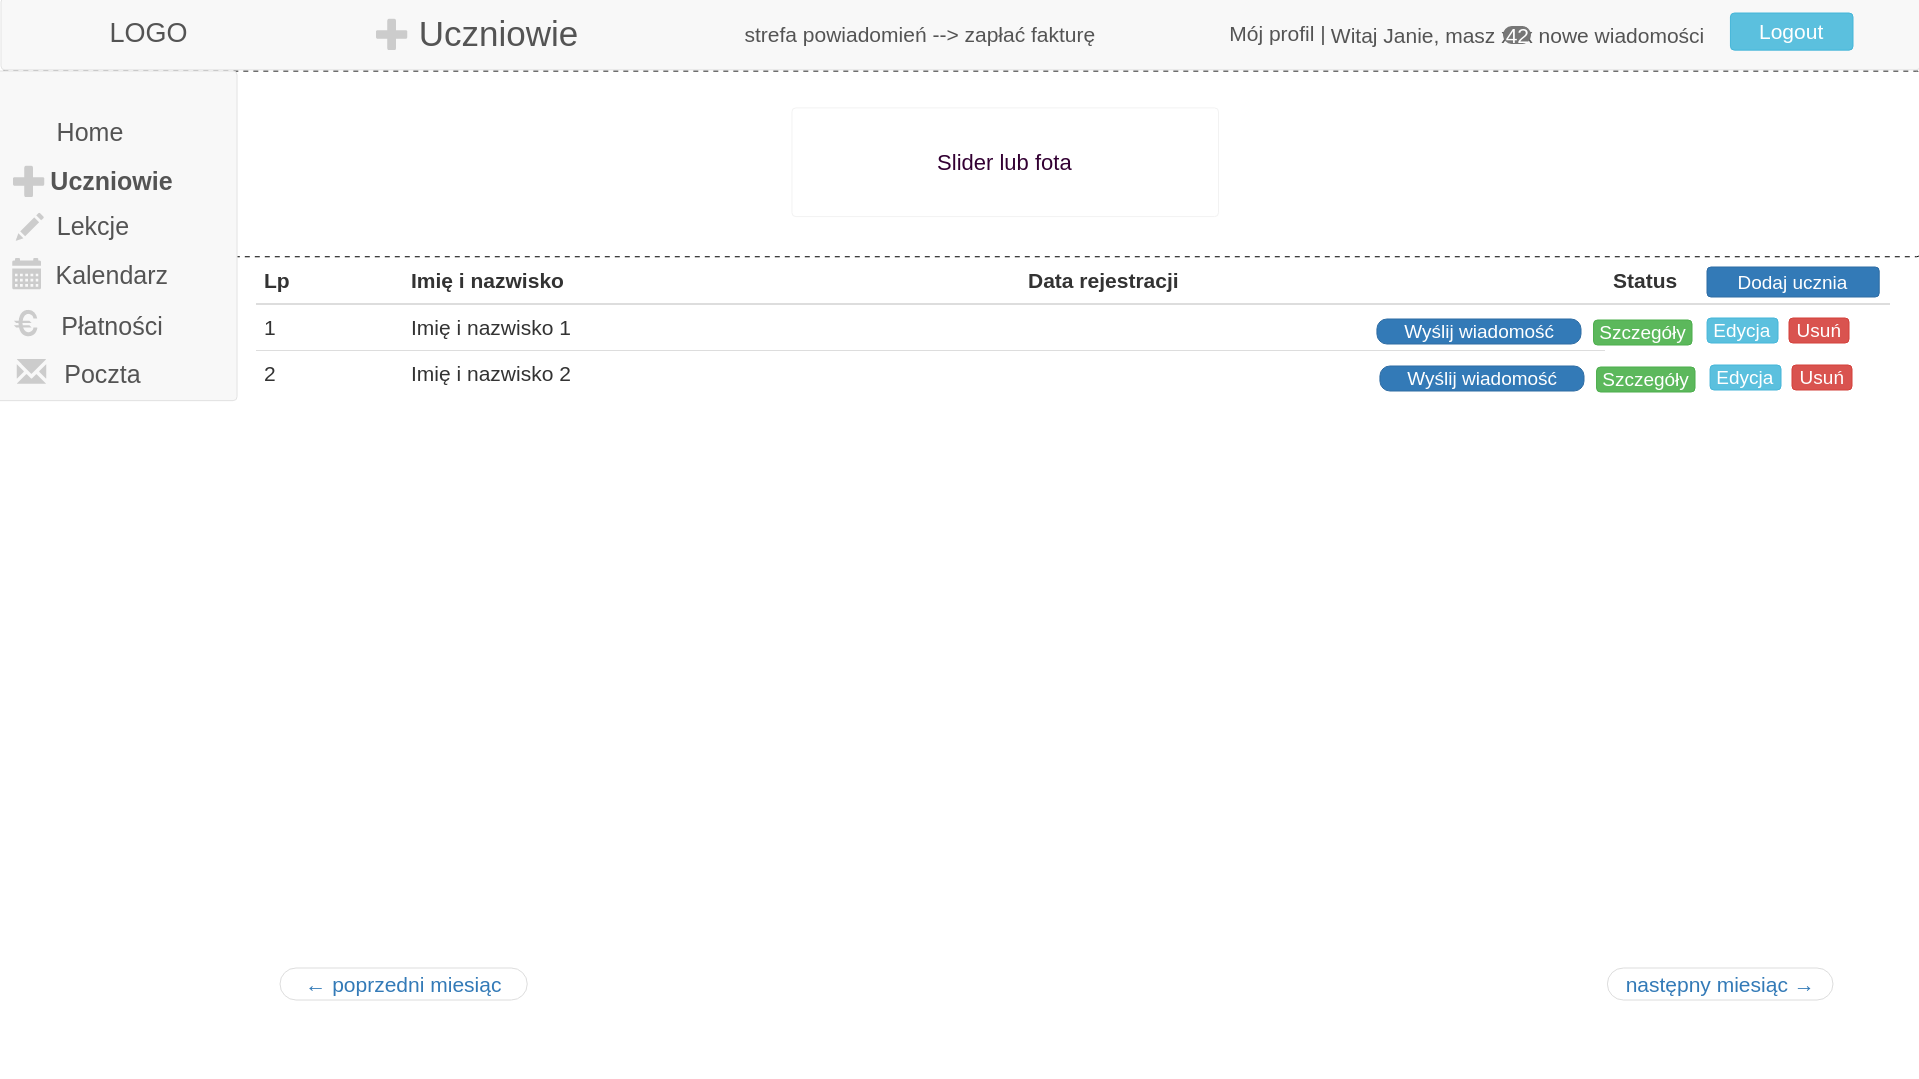 LOGO
Uczniowie
strefa powiadomień --> zapłać fakturę
Mój profil | Witaj Janie, masz 42 nowe wiadomości
Logout
Home
Uczniowie
Lekcje
Kalendarz
€ Płatności
Poczta
Slider lub fota
Lp Imię i nazwisko Data rejestracji Status Dodaj ucznia
1 Imię i nazwisko 1 Wyślij wiadomość Szczegóły Edycja Usuń
2 Imię i nazwisko 2 Wyślij wiadomość Szczegóły Edycja Usuń
← poprzedni miesiąc
następny miesiąc →